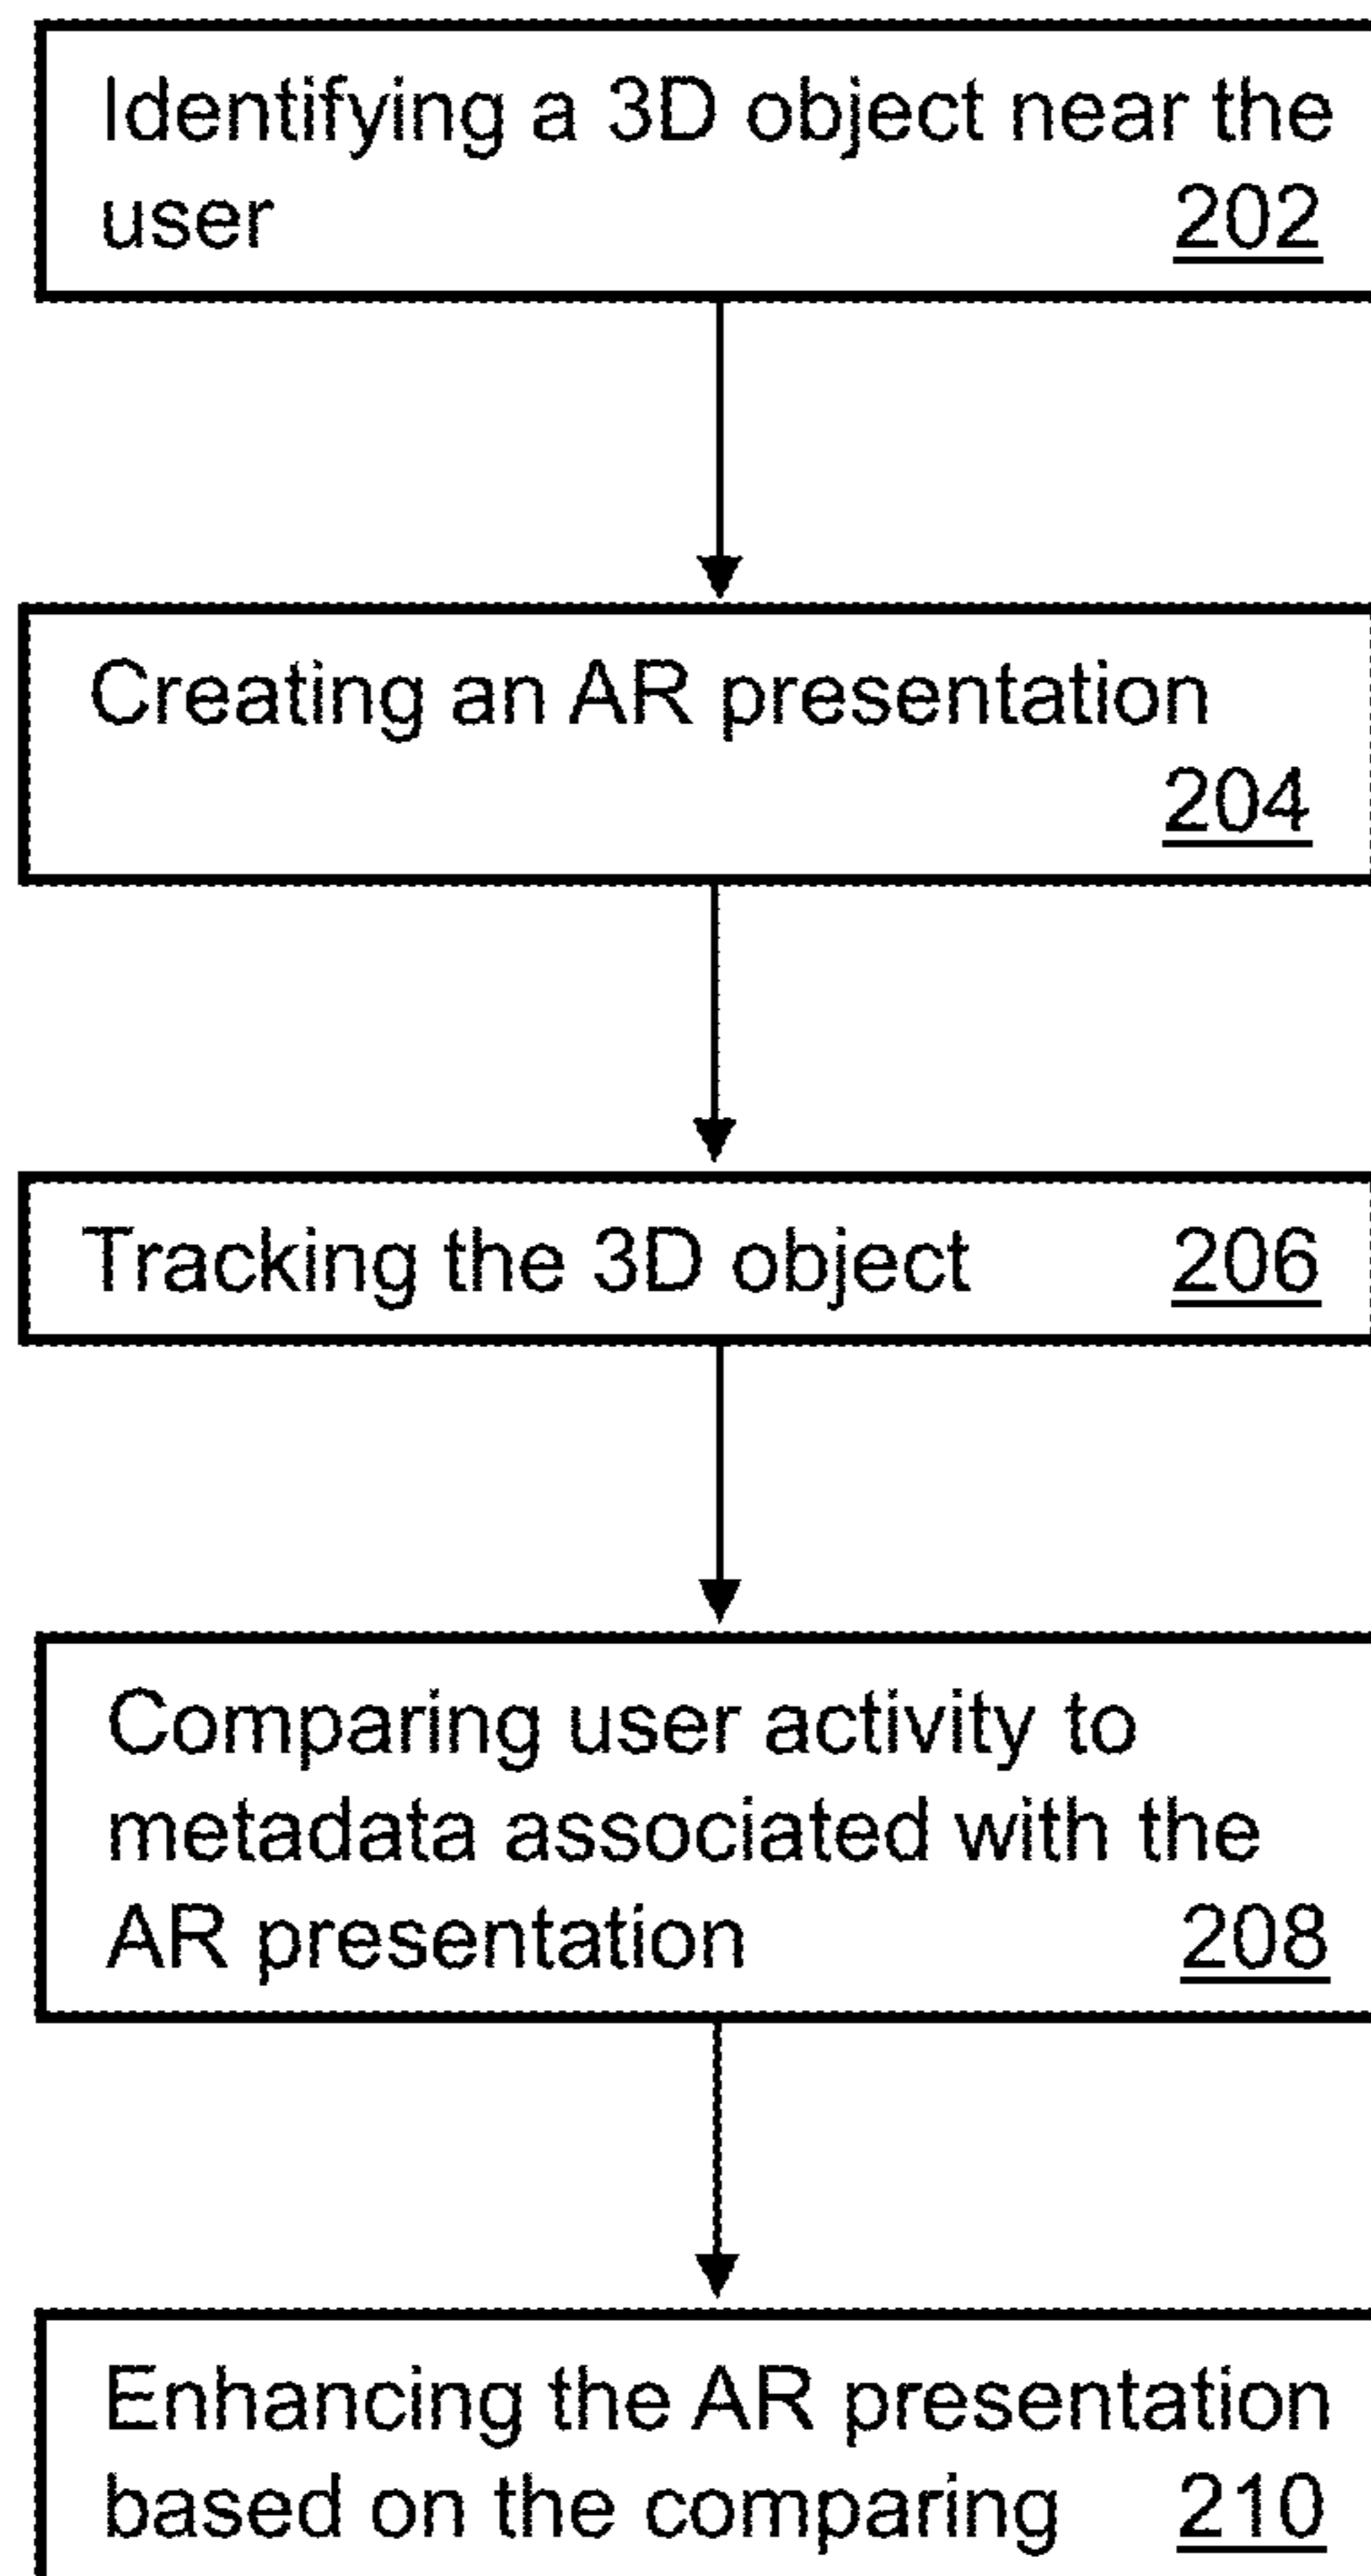 Identifying a 3D object near the
user 202
Creating an AR presentation
204
Tracking the 3D object 206
Comparing user activity to
metadata associated with the
AR presentation 208
Enhancing the AR presentation
based on the comparing 210